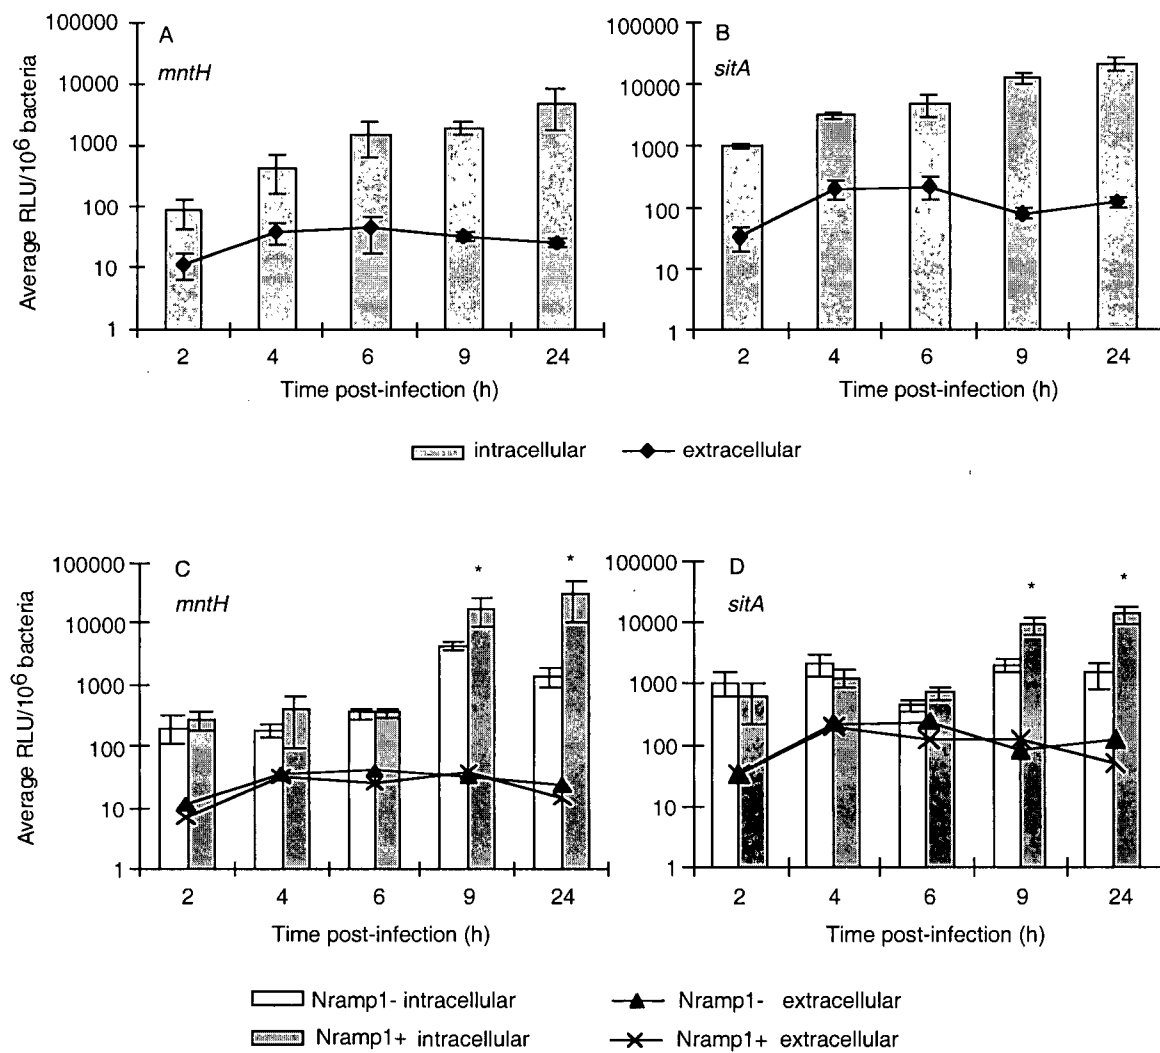 A
mntH
100000
10000
1000
100
10
1
Average RLU/10⁶ bacteria
2 4 6 9 24
Time post-infection (h)
B
sitA
100000
10000
1000
100
10
1
2 4 6 9 24
Time post-infection (h)
intracellular extracellular
C
mntH
100000
10000
1000
100
10
1
Average RLU/10⁶ bacteria
* *
2 4 6 9 24
Time post-infection (h)
D
sitA
100000
10000
1000
100
10
1
* *
2 4 6 9 24
Time post-infection (h)
Nramp1- intracellular Nramp1- extracellular
Nramp1+ intracellular Nramp1+ extracellular